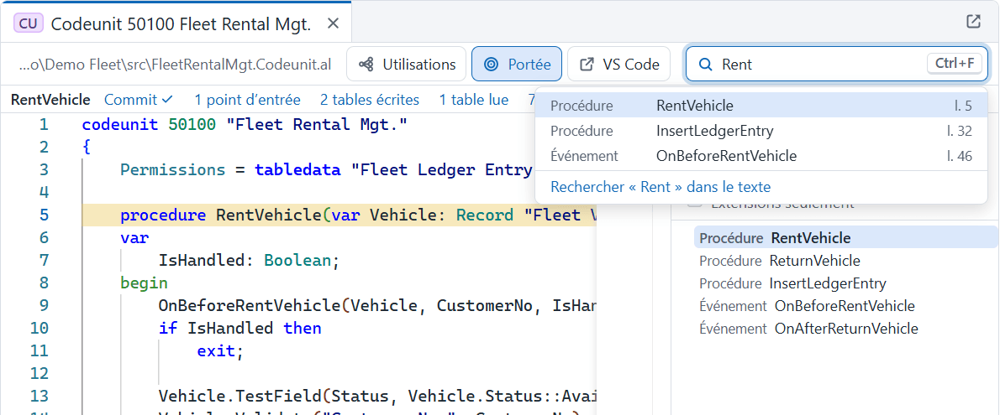 CU Codeunit 50100 Fleet Rental Mgt.
...o\Demo Fleet\src\FleetRentalMgt.Codeunit.al Utilisations Portée VS Code Rent Ctrl+F
RentVehicle Commit 1 point d’entrée 2 tables écrites 1 table lue 7
Procédure RentVehicle l. 5
Procédure InsertLedgerEntry l. 32
Événement OnBeforeRentVehicle l. 46
Rechercher « Rent » dans le texte
Extensions seulement
1 codeunit 50100 "Fleet Rental Mgt."
2 {
3 Permissions = tabledata "Fleet Ledger Entry
4
5 procedure RentVehicle(var Vehicle: Record "Fleet V
6 var
7 IsHandled: Boolean;
8 begin
9 OnBeforeRentVehicle(Vehicle, CustomerNo, IsHan
10 if IsHandled then
11 exit;
12
13 Vehicle.TestField(Status, Vehicle.Status::Avai
Procédure RentVehicle
Procédure ReturnVehicle
Procédure InsertLedgerEntry
Événement OnBeforeRentVehicle
Événement OnAfterReturnVehicle